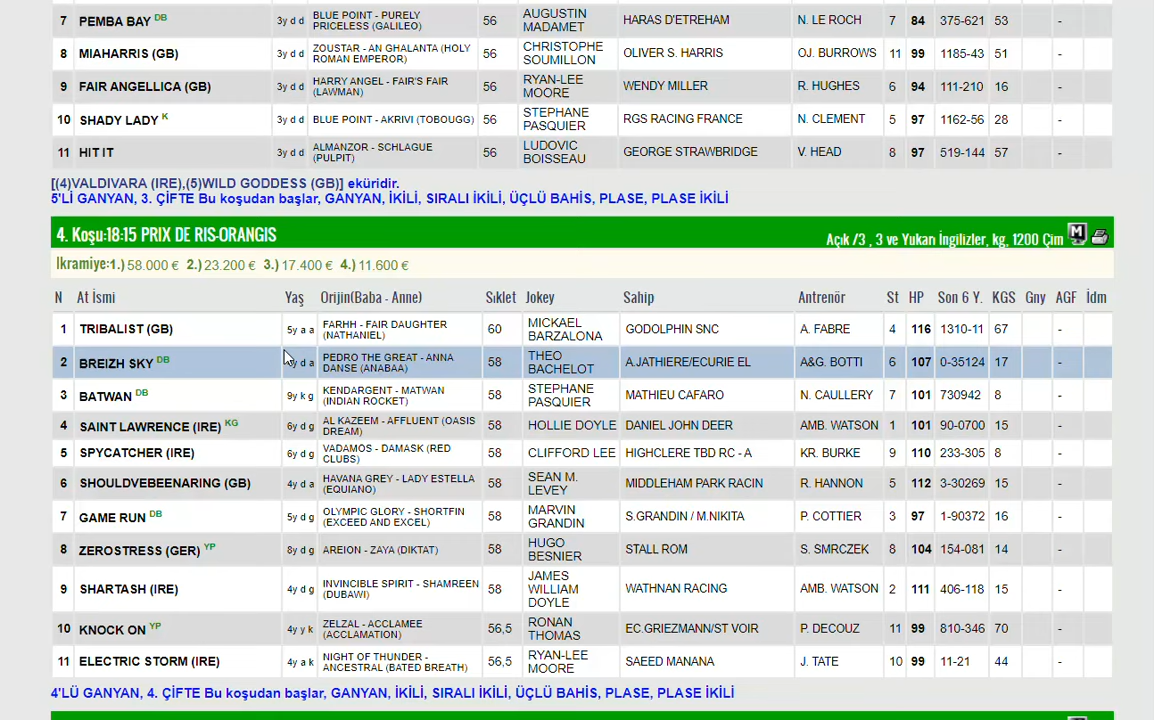 7 PEMBA BAY DB 3y d d BLUE POINT - PURELY PRICELESS (GALILEO) 56 AUGUSTIN MADAMET HARAS D'ETREHAM N. LE ROCH 7 84 375-621 53 -
8 MIAHARRIS (GB) 3y d d ZOUSTAR - AN GHALANTA (HOLY ROMAN EMPEROR) 56 CHRISTOPHE SOUMILLON OLIVER S. HARRIS OJ. BURROWS 11 99 1185-43 51 -
9 FAIR ANGELLICA (GB) 3y d d HARRY ANGEL - FAIR'S FAIR (LAWMAN) 56 RYAN-LEE MOORE WENDY MILLER R. HUGHES 6 94 111-210 16 -
10 SHADY LADY K 3y d d BLUE POINT - AKRIVI (TOBOUGG) 56 STEPHANE PASQUIER RGS RACING FRANCE N. CLEMENT 5 97 1162-56 28 -
11 HIT IT 3y d d ALMANZOR - SCHLAGUE (PULPIT) 56 LUDOVIC BOISSEAU GEORGE STRAWBRIDGE V. HEAD 8 97 519-144 57 -
[(4)VALDIVARA (IRE),(5)WILD GODDESS (GB)] eküridir.
5'Lİ GANYAN, 3. ÇİFTE Bu koşudan başlar, GANYAN, İKİLİ, SIRALI İKİLİ, ÜÇLÜ BAHİS, PLASE, PLASE İKİLİ
4. Koşu:18:15 PRIX DE RIS-ORANGIS Açık /3 , 3 ve Yukarı İngilizler, kg, 1200 Çim M
İkramiye:1.) 58.000 € 2.) 23.200 € 3.) 17.400 € 4.) 11.600 €
N At İsmi Yaş Orijin(Baba - Anne) Sıklet Jokey Sahip Antrenör St HP Son 6 Y. KGS Gny AGF İdm
1 TRIBALIST (GB) 5y a a FARHH - FAIR DAUGHTER (NATHANIEL) 60 MICKAEL BARZALONA GODOLPHIN SNC A. FABRE 4 116 1310-11 67 -
2 BREIZH SKY DB y d a PEDRO THE GREAT - ANNA DANSE (ANABAA) 58 THEO BACHELOT A.JATHIERE/ECURIE EL A&G. BOTTI 6 107 0-35124 17 -
3 BATWAN DB 9y k g KENDARGENT - MATWAN (INDIAN ROCKET) 58 STEPHANE PASQUIER MATHIEU CAFARO N. CAULLERY 7 101 730942 8 -
4 SAINT LAWRENCE (IRE) KG 6y d g AL KAZEEM - AFFLUENT (OASIS DREAM) 58 HOLLIE DOYLE DANIEL JOHN DEER AMB. WATSON 1 101 90-0700 15 -
5 SPYCATCHER (IRE) 6y d g VADAMOS - DAMASK (RED CLUBS) 58 CLIFFORD LEE HIGHCLERE TBD RC - A KR. BURKE 9 110 233-305 8 -
6 SHOULDVEBEENARING (GB) 4y d a HAVANA GREY - LADY ESTELLA (EQUIANO) 58 SEAN M. LEVEY MIDDLEHAM PARK RACIN R. HANNON 5 112 3-30269 15 -
7 GAME RUN DB 5y d g OLYMPIC GLORY - SHORTFIN (EXCEED AND EXCEL) 58 MARVIN GRANDIN S.GRANDIN / M.NIKITA P. COTTIER 3 97 1-90372 16 -
8 ZEROSTRESS (GER) YP 8y d g AREION - ZAYA (DIKTAT) 58 HUGO BESNIER STALL ROM S. SMRCZEK 8 104 154-081 14 -
9 SHARTASH (IRE) 4y d g INVINCIBLE SPIRIT - SHAMREEN (DUBAWI) 58 JAMES WILLIAM DOYLE WATHNAN RACING AMB. WATSON 2 111 406-118 15 -
10 KNOCK ON YP 4y y k ZELZAL - ACCLAMEE (ACCLAMATION) 56,5 RONAN THOMAS EC.GRIEZMANN/ST VOIR P. DECOUZ 11 99 810-346 70 -
11 ELECTRIC STORM (IRE) 4y a k NIGHT OF THUNDER - ANCESTRAL (BATED BREATH) 56,5 RYAN-LEE MOORE SAEED MANANA J. TATE 10 99 11-21 44 -
4'LÜ GANYAN, 4. ÇİFTE Bu koşudan başlar, GANYAN, İKİLİ, SIRALI İKİLİ, ÜÇLÜ BAHİS, PLASE, PLASE İKİLİ